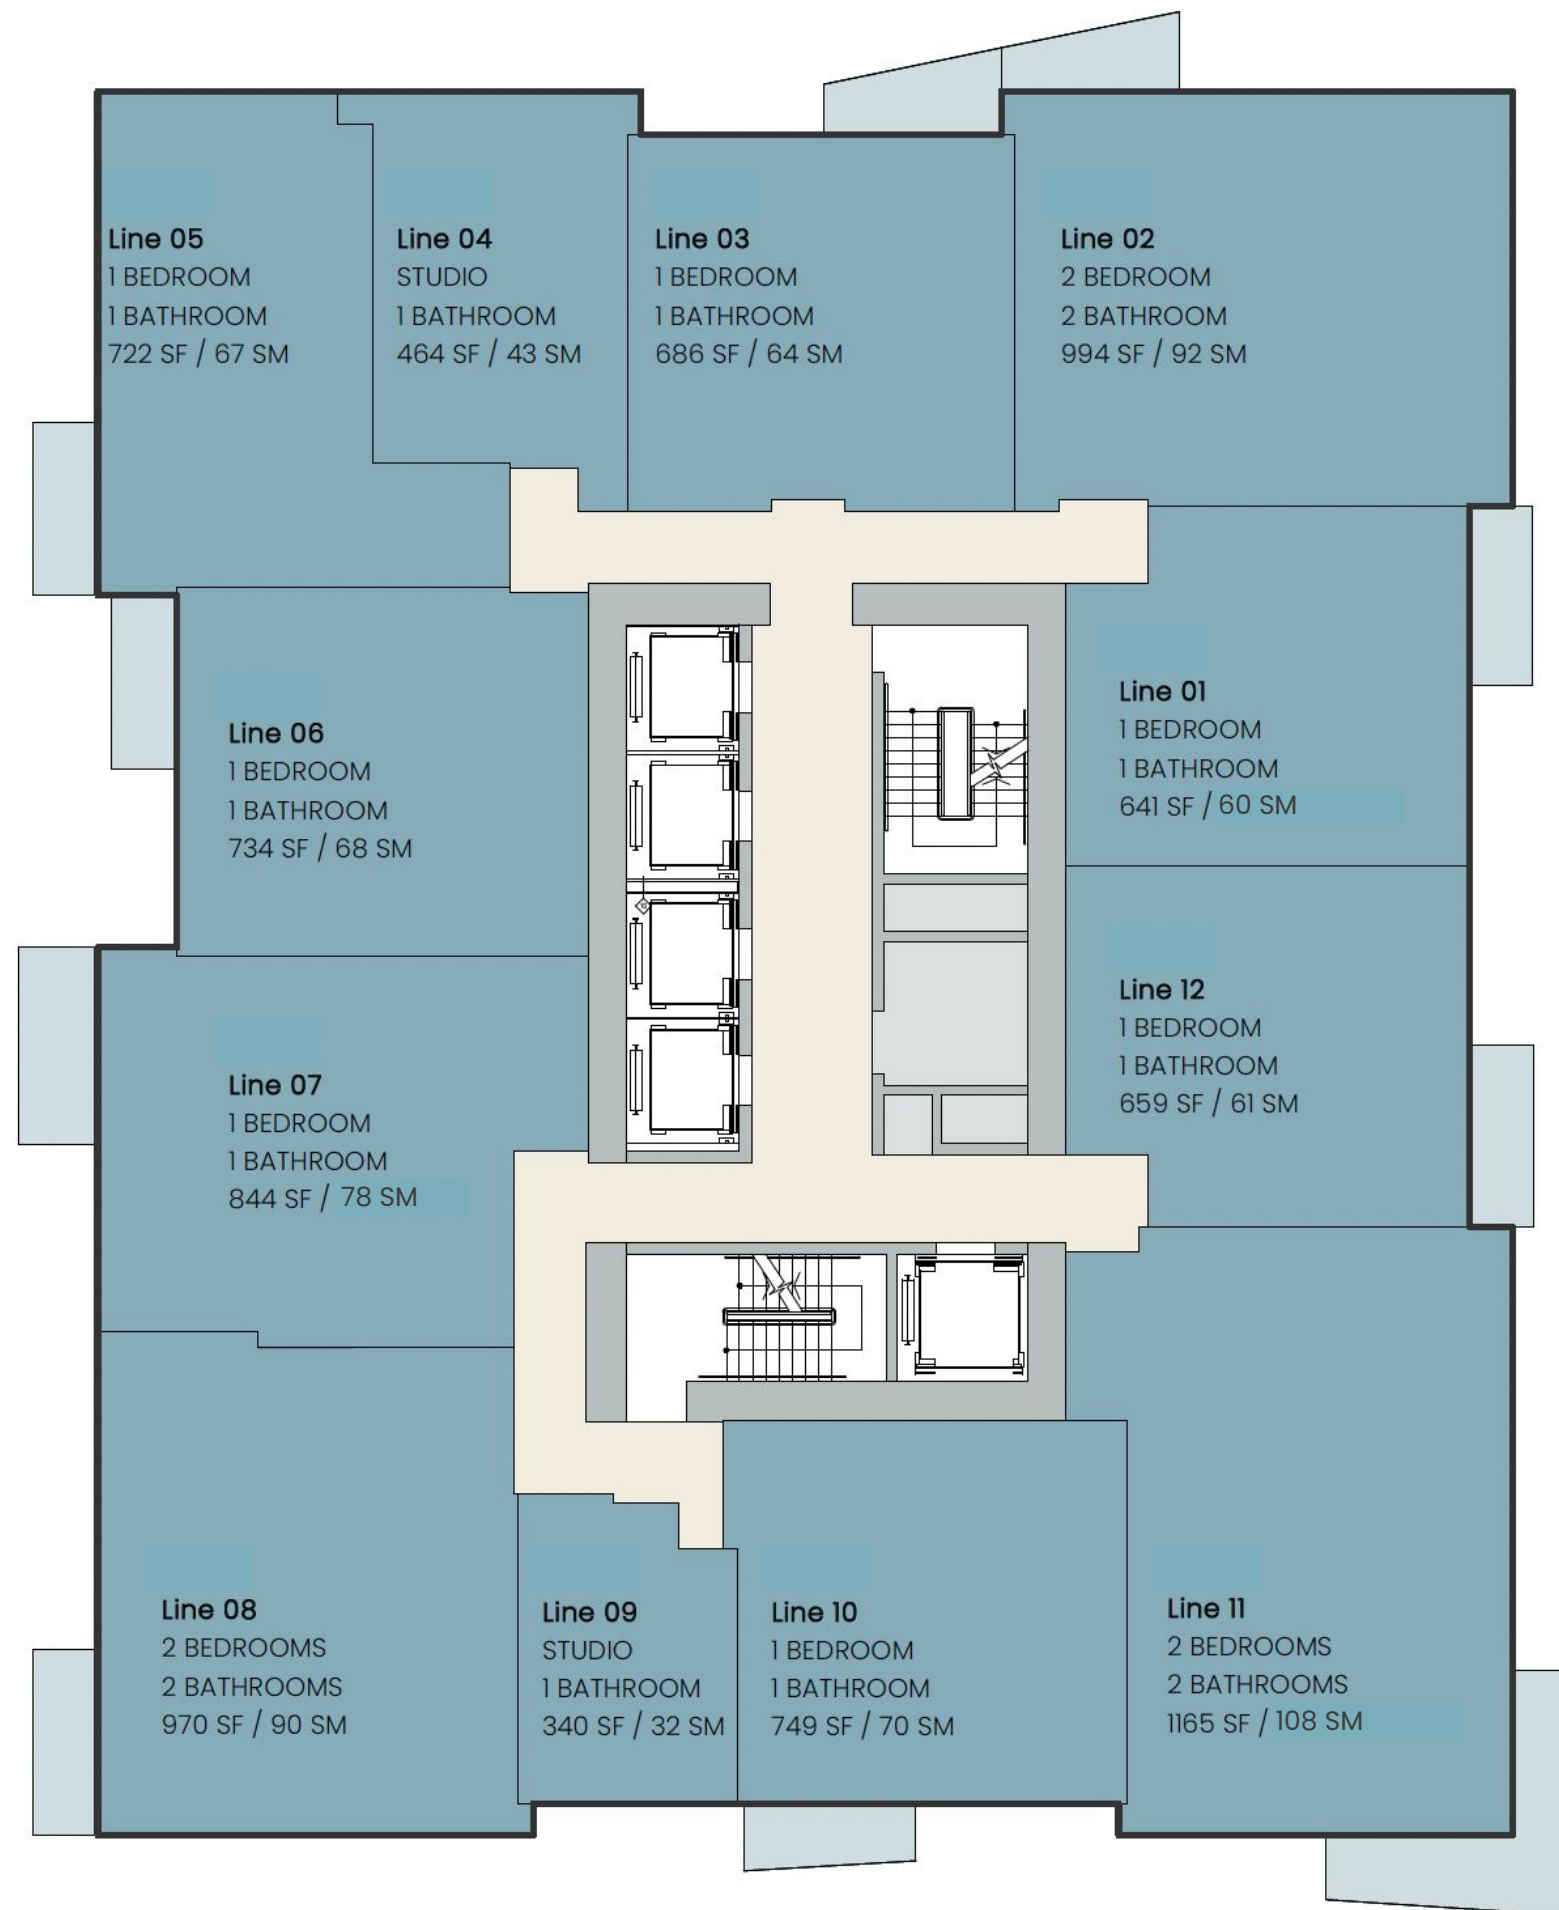 Line 05
1 BEDROOM
1 BATHROOM
722 SF / 67 SM
Line 04
STUDIO
1 BATHROOM
464 SF / 43 SM
Line 03
1 BEDROOM
1 BATHROOM
686 SF / 64 SM
Line 02
2 BEDROOM
2 BATHROOM
994 SF / 92 SM
Line 06
1 BEDROOM
1 BATHROOM
734 SF / 68 SM
Line 01
1 BEDROOM
1 BATHROOM
641 SF / 60 SM
Line 07
1 BEDROOM
1 BATHROOM
844 SF / 78 SM
Line 12
1 BEDROOM
1 BATHROOM
659 SF / 61 SM
Line 08
2 BEDROOMS
2 BATHROOMS
970 SF / 90 SM
Line 09
STUDIO
1 BATHROOM
340 SF / 32 SM
Line 10
1 BEDROOM
1 BATHROOM
749 SF / 70 SM
Line 11
2 BEDROOMS
2 BATHROOMS
1165 SF / 108 SM